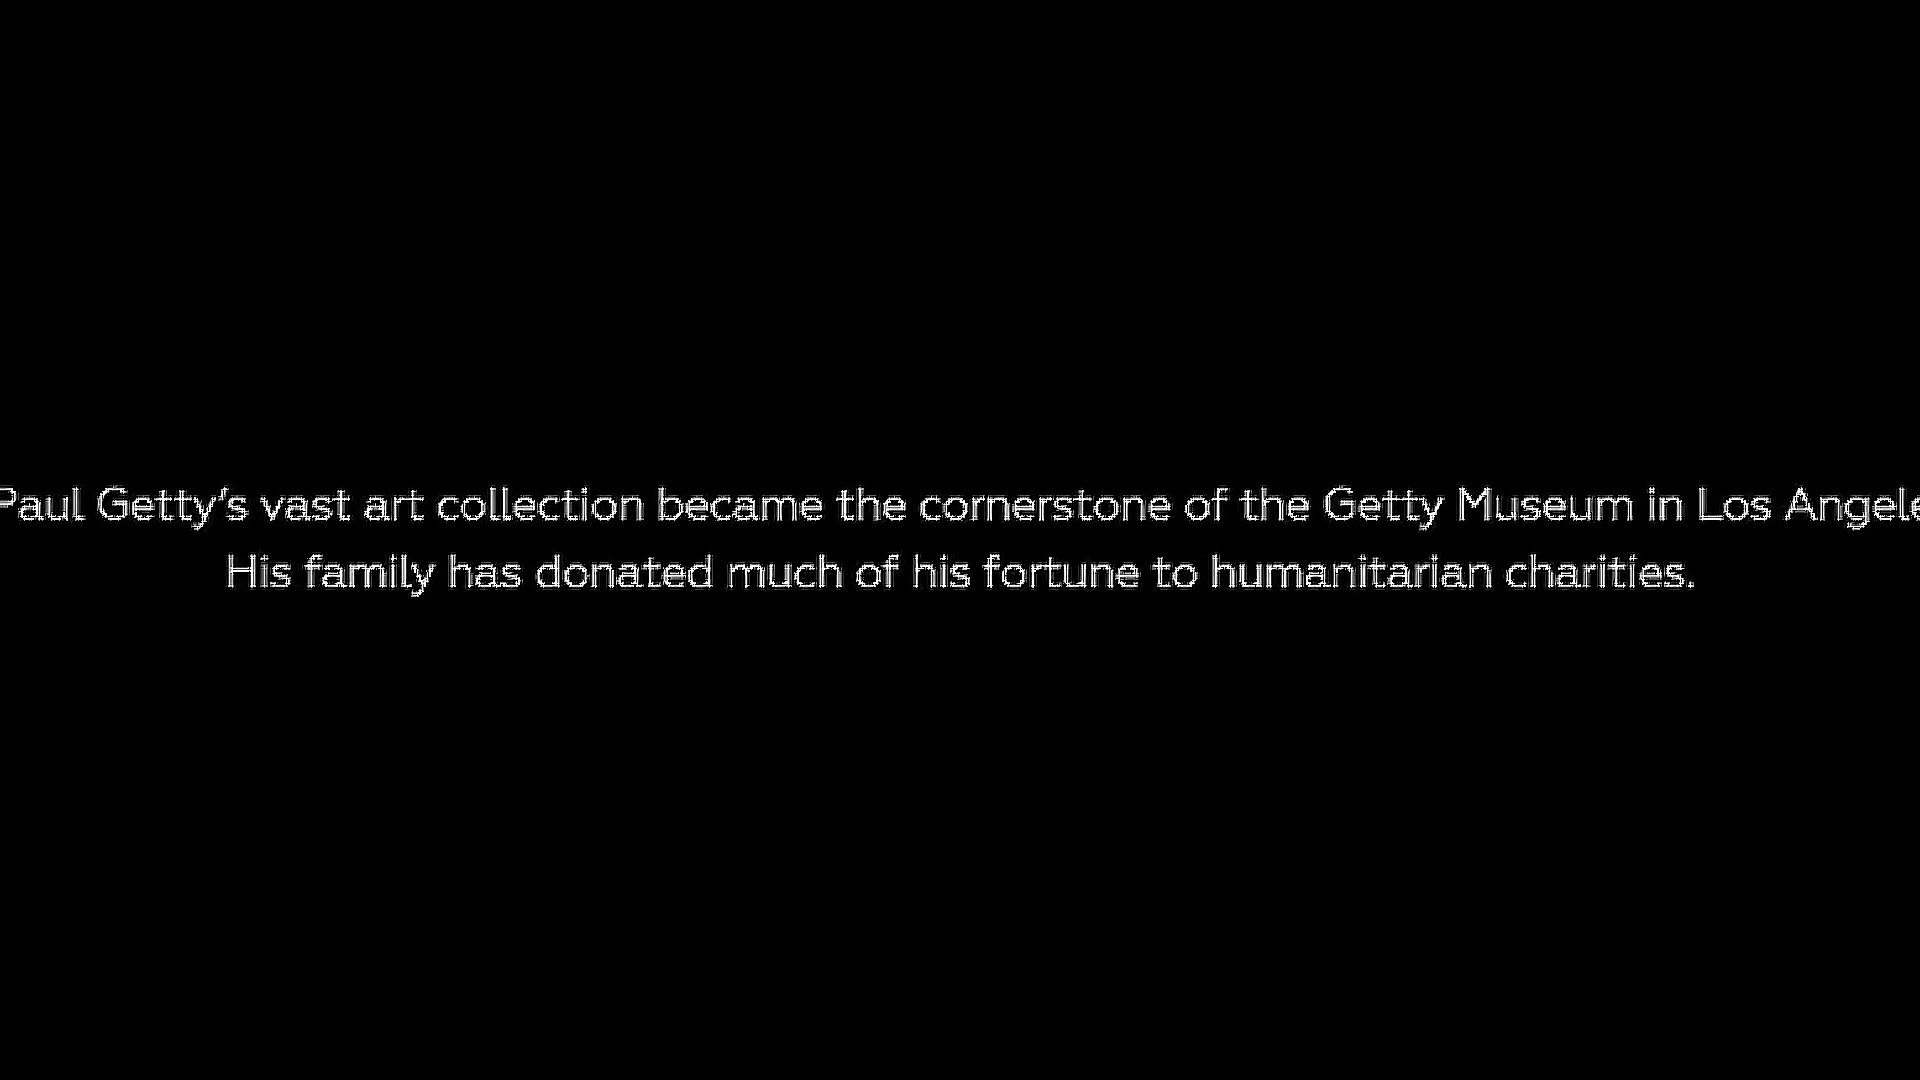 Paul Getty's vast art collection became the cornerstone of the Getty Museum in Los Angele
His family has donated much of his fortune to humanitarian charities.